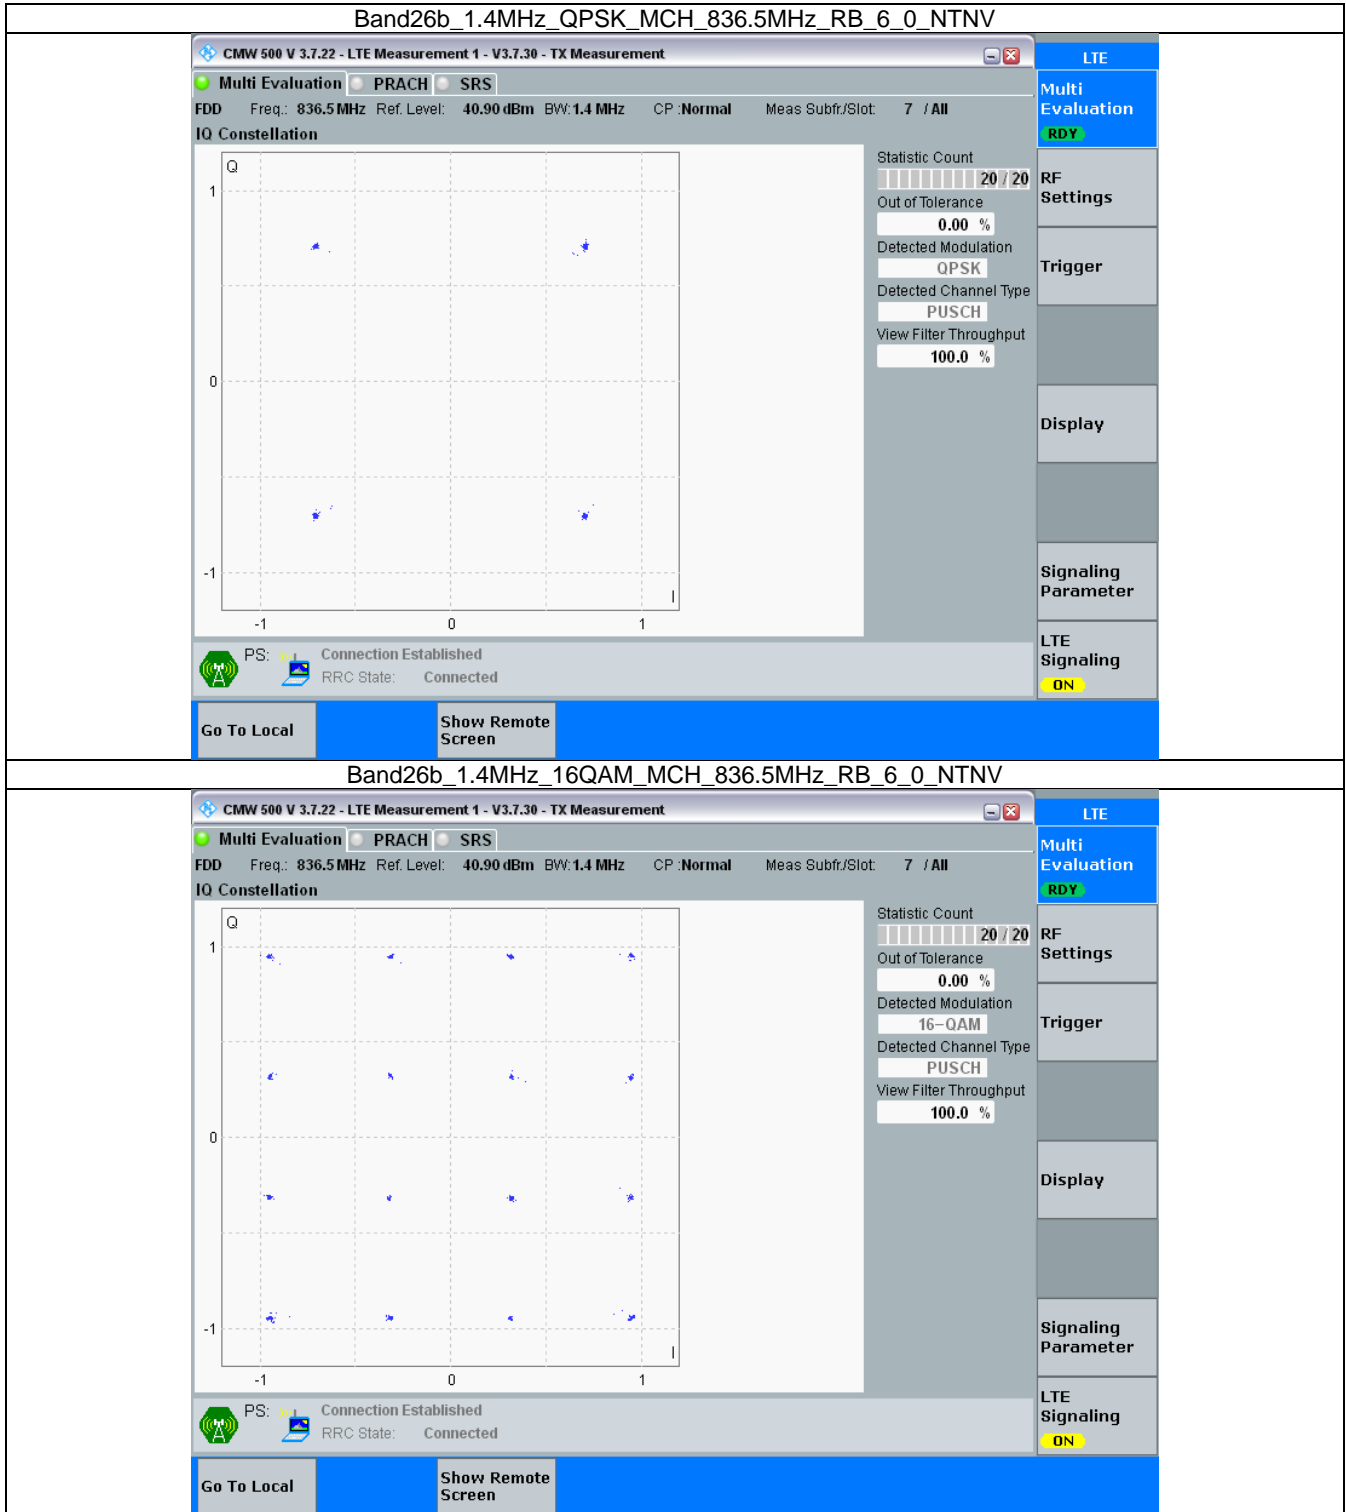 Band26b_1.4MHz_QPSK_MCH_836.5MHz_RB_6_0_NTNV
CMW 500 V 3.7.22 - LTE Measurement 1 - V3.7.30 - TX Measurement
LTE
Multi Evaluation PRACH SRS
Multi
Evaluation
RDY
FDD Freq.: 836.5 MHz Ref. Level: 40.90 dBm BW: 1.4 MHz CP : Normal Meas Subfr./Slot: 7 / All
IQ Constellation
Q
1
0
-1
I
-1 0 1
Statistic Count
20 / 20
Out of Tolerance
0.00 %
Detected Modulation
QPSK
Detected Channel Type
PUSCH
View Filter Throughput
100.0 %
RF
Settings
Trigger
Display
Signaling
Parameter
LTE
Signaling
ON
PS: Connection Established
RRC State: Connected
Go To Local
Show Remote
Screen
Band26b_1.4MHz_16QAM_MCH_836.5MHz_RB_6_0_NTNV
CMW 500 V 3.7.22 - LTE Measurement 1 - V3.7.30 - TX Measurement
LTE
Multi Evaluation PRACH SRS
Multi
Evaluation
RDY
FDD Freq.: 836.5 MHz Ref. Level: 40.90 dBm BW: 1.4 MHz CP : Normal Meas Subfr./Slot: 7 / All
IQ Constellation
Q
1
0
-1
I
-1 0 1
Statistic Count
20 / 20
Out of Tolerance
0.00 %
Detected Modulation
16-QAM
Detected Channel Type
PUSCH
View Filter Throughput
100.0 %
RF
Settings
Trigger
Display
Signaling
Parameter
LTE
Signaling
ON
PS: Connection Established
RRC State: Connected
Go To Local
Show Remote
Screen